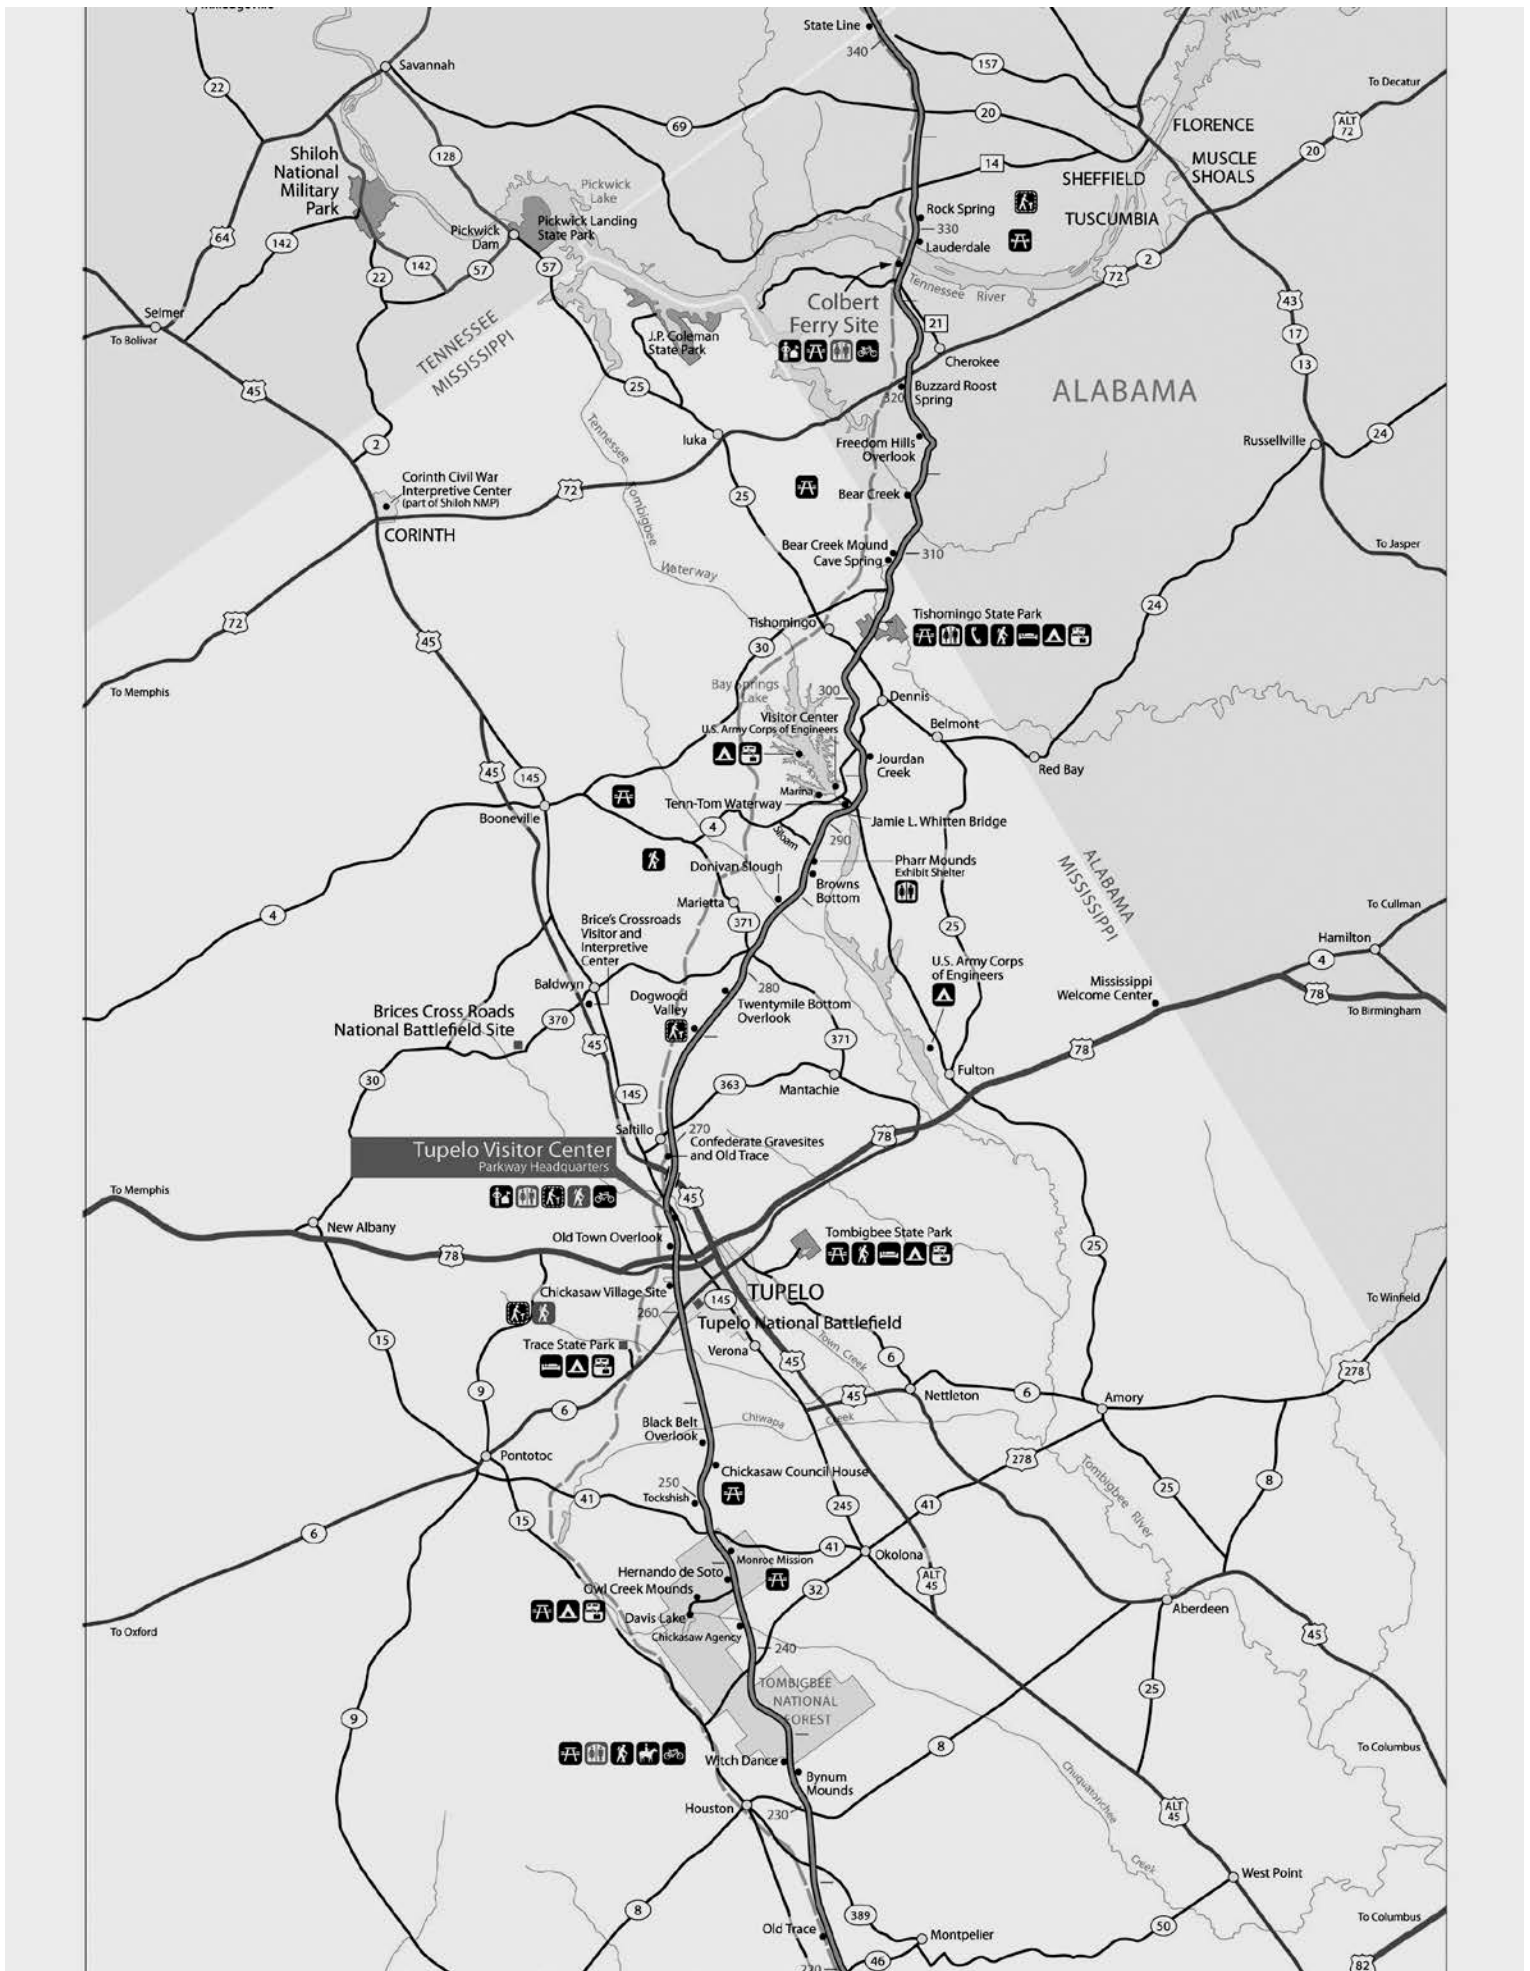 State Line
340
157
Savannah
22
To Decatur
ALT
72
20
69
FLORENCE
20
128
14
MUSCLE
SHOALS
Shiloh
National
Military
Park
SHEFFIELD
Pickwick
Lake
TUSCUMBIA
Rock Spring
330
Lauderdale
Pickwick Landing
State Park
Pickwick
Dam
64
142
142
57
57
22
72
2
Tennessee River
Colbert
Ferry Site
43
17
13
21
Selmer
To Bolivar
TENNESSEE
MISSISSIPPI
J.P. Coleman
State Park
Cherokee
45
25
Buzzard Roost
Spring
320
ALABAMA
2
Iuka
Freedom Hills
Overlook
Russellville
24
Tennessee
Tombigbee
Waterway
Corinth Civil War
Interpretive Center
(part of Shiloh NMP)
72
25
Bear Creek
CORINTH
Bear Creek Mound
Cave Spring
310
To Jasper
24
72
45
Tishomingo
Tishomingo State Park
30
To Memphis
Bay Springs
Lake
300
Dennis
Visitor Center
U.S. Army Corps of Engineers
Belmont
Jourdan
Creek
Red Bay
45
145
Marina
Tenn-Tom Waterway
Booneville
4
Siloam
Jamie L. Whitten Bridge
290
Donivan Slough
Pharr Mounds
Exhibit Shelter
Browns
Bottom
ALABAMA
MISSISSIPPI
Marietta
371
4
Brice's Crossroads
Visitor and
Interpretive
Center
25
To Cullman
Hamilton
4
U.S. Army Corps
of Engineers
Mississippi
Welcome Center
78
To Birmingham
Baldwyn
280
Dogwood
Valley
Twentymile Bottom
Overlook
Brices Cross Roads
National Battlefield Site
370
45
371
78
30
Fulton
363
Mantachie
145
Saltillo
270
78
Confederate Gravesites
and Old Trace
Tupelo Visitor Center
Parkway Headquarters
To Memphis
45
New Albany
Old Town Overlook
Tombigbee State Park
78
25
Chickasaw Village Site
145
TUPELO
260
To Winfield
Tupelo National Battlefield
15
Trace State Park
Verona
Town Creek
45
6
278
9
45
Nettleton
6
Amory
6
Chiwapa
Creek
Black Belt
Overlook
Pontotoc
278
Chickasaw Council House
Tombigbee River
25
8
250
Tockshish
41
245
41
15
6
41
Okolona
Monroe Mission
Hernando de Soto
Owl Creek Mounds
32
ALT
45
Davis Lake
Aberdeen
To Oxford
Chickasaw Agency
240
45
TOMBIGBEE
NATIONAL
FOREST
25
9
8
To Columbus
Witch Dance
Bynum
Mounds
Chuquatonchee
Creek
Houston
230
ALT
45
West Point
8
389
Old Trace
Montpelier
50
To Columbus
46
82